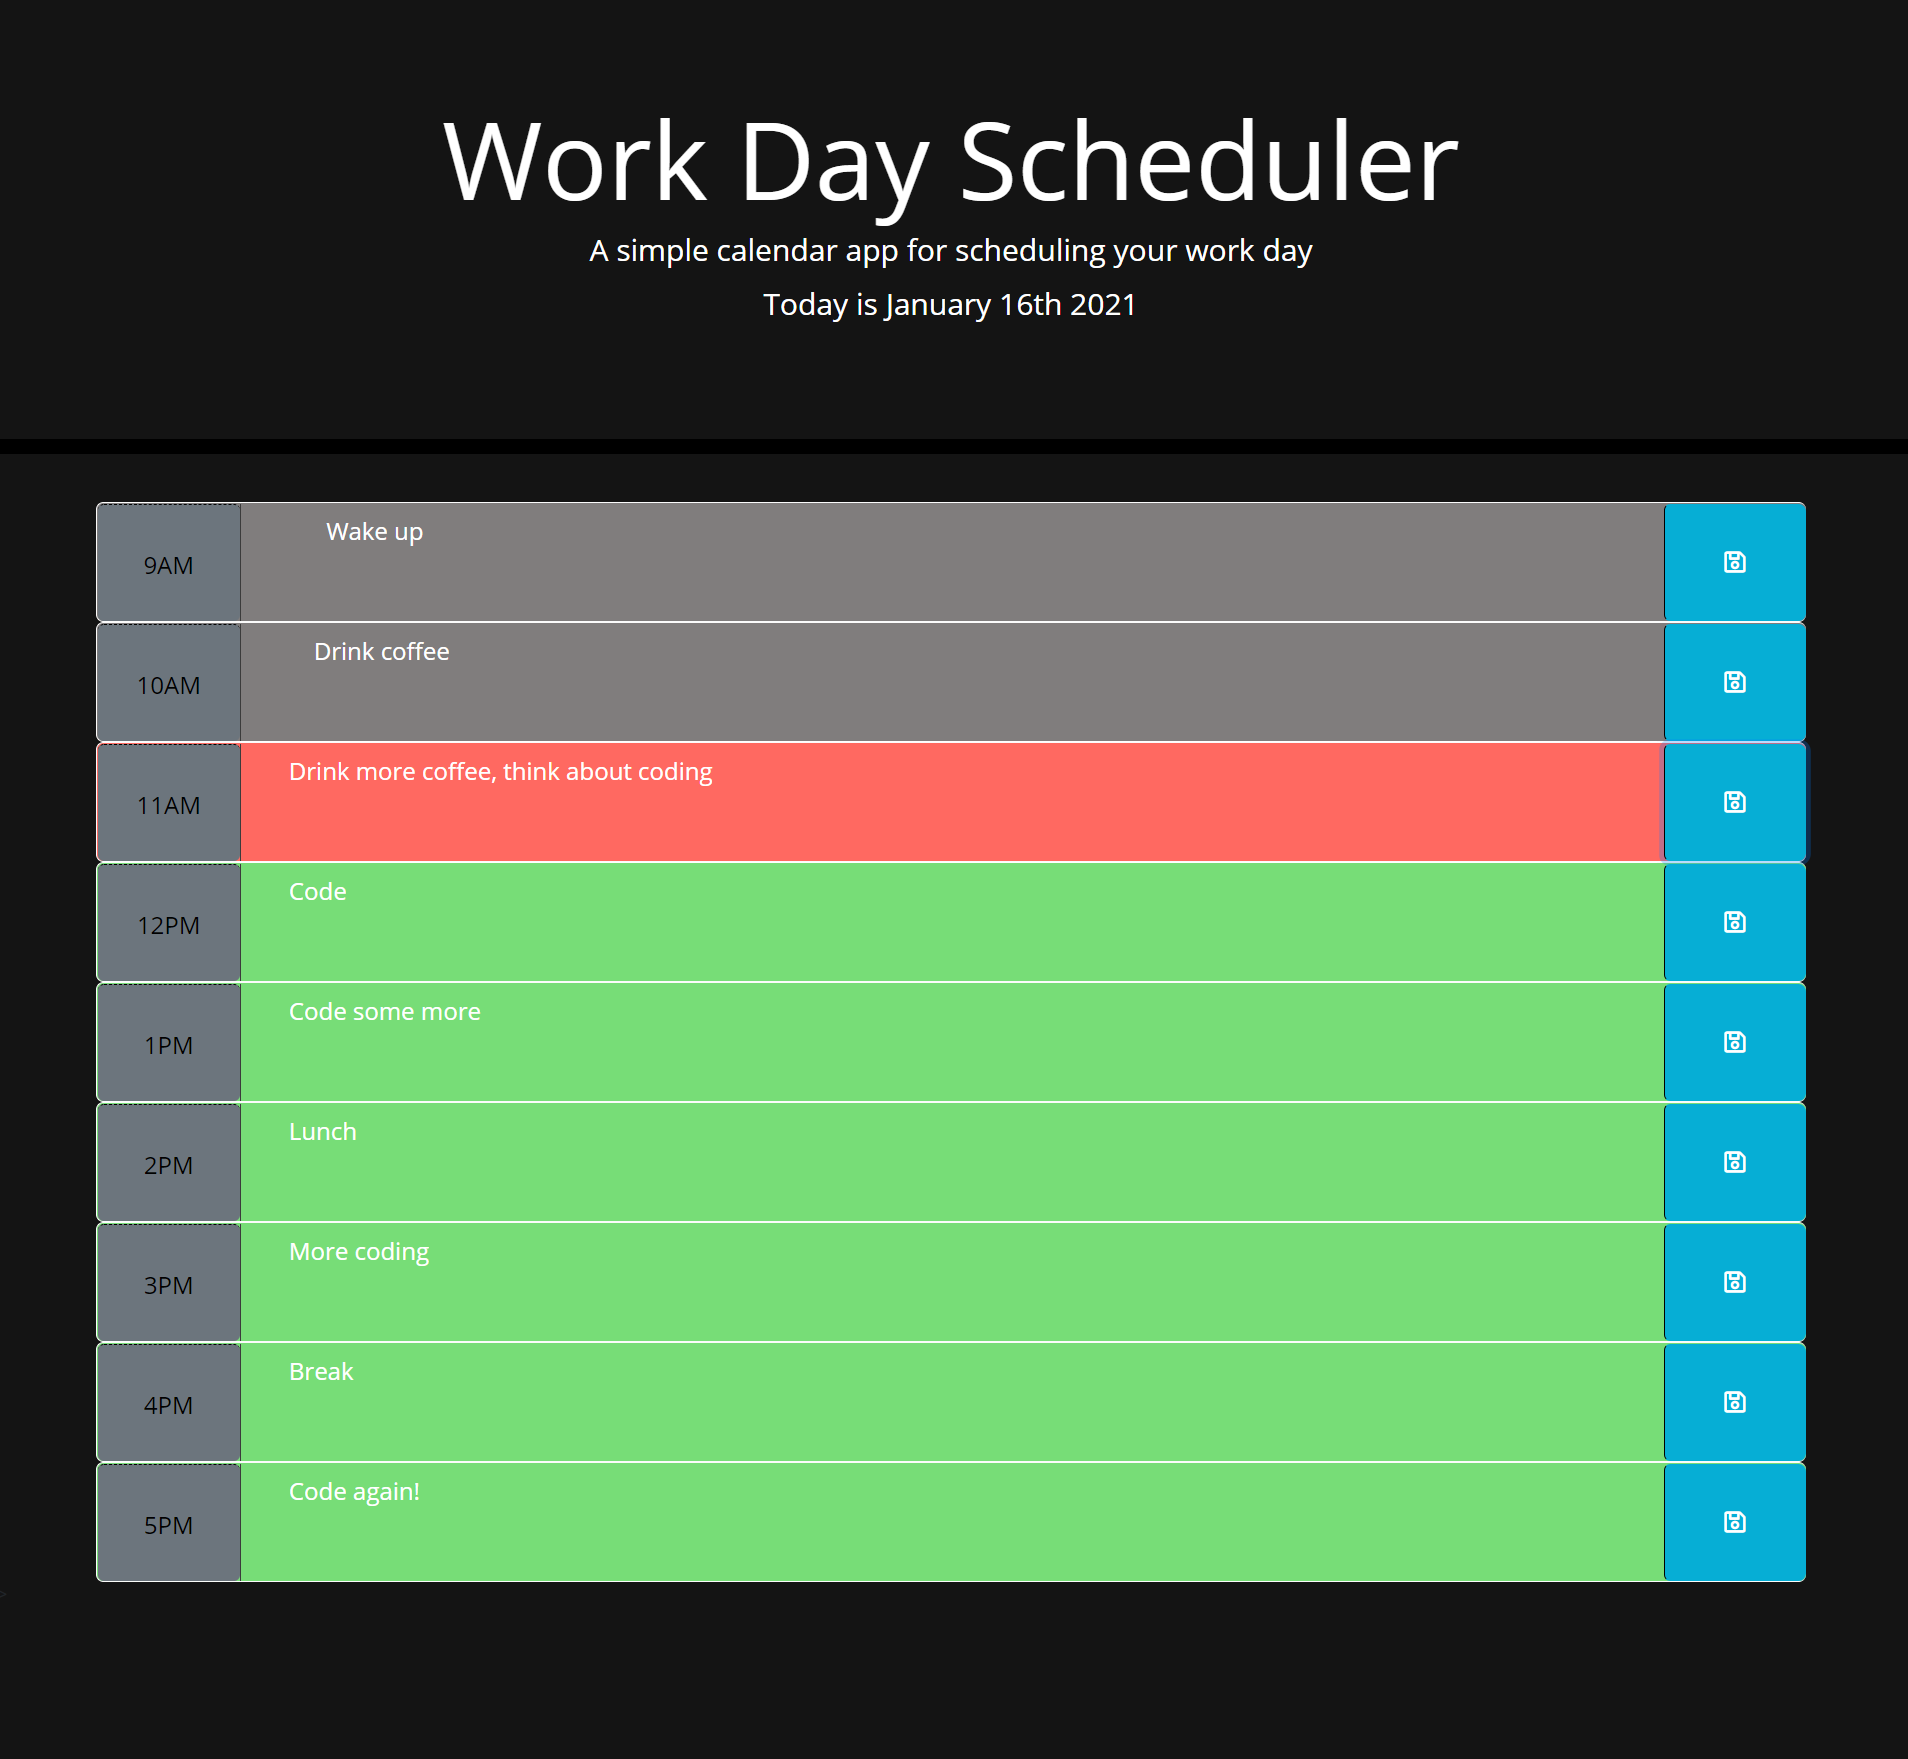 Work Day Scheduler
A simple calendar app for scheduling your work day
Today is January 16th 2021
9AM Wake up
10AM Drink coffee
11AM Drink more coffee, think about coding
12PM Code
1PM Code some more
2PM Lunch
3PM More coding
4PM Break
5PM Code again!
>